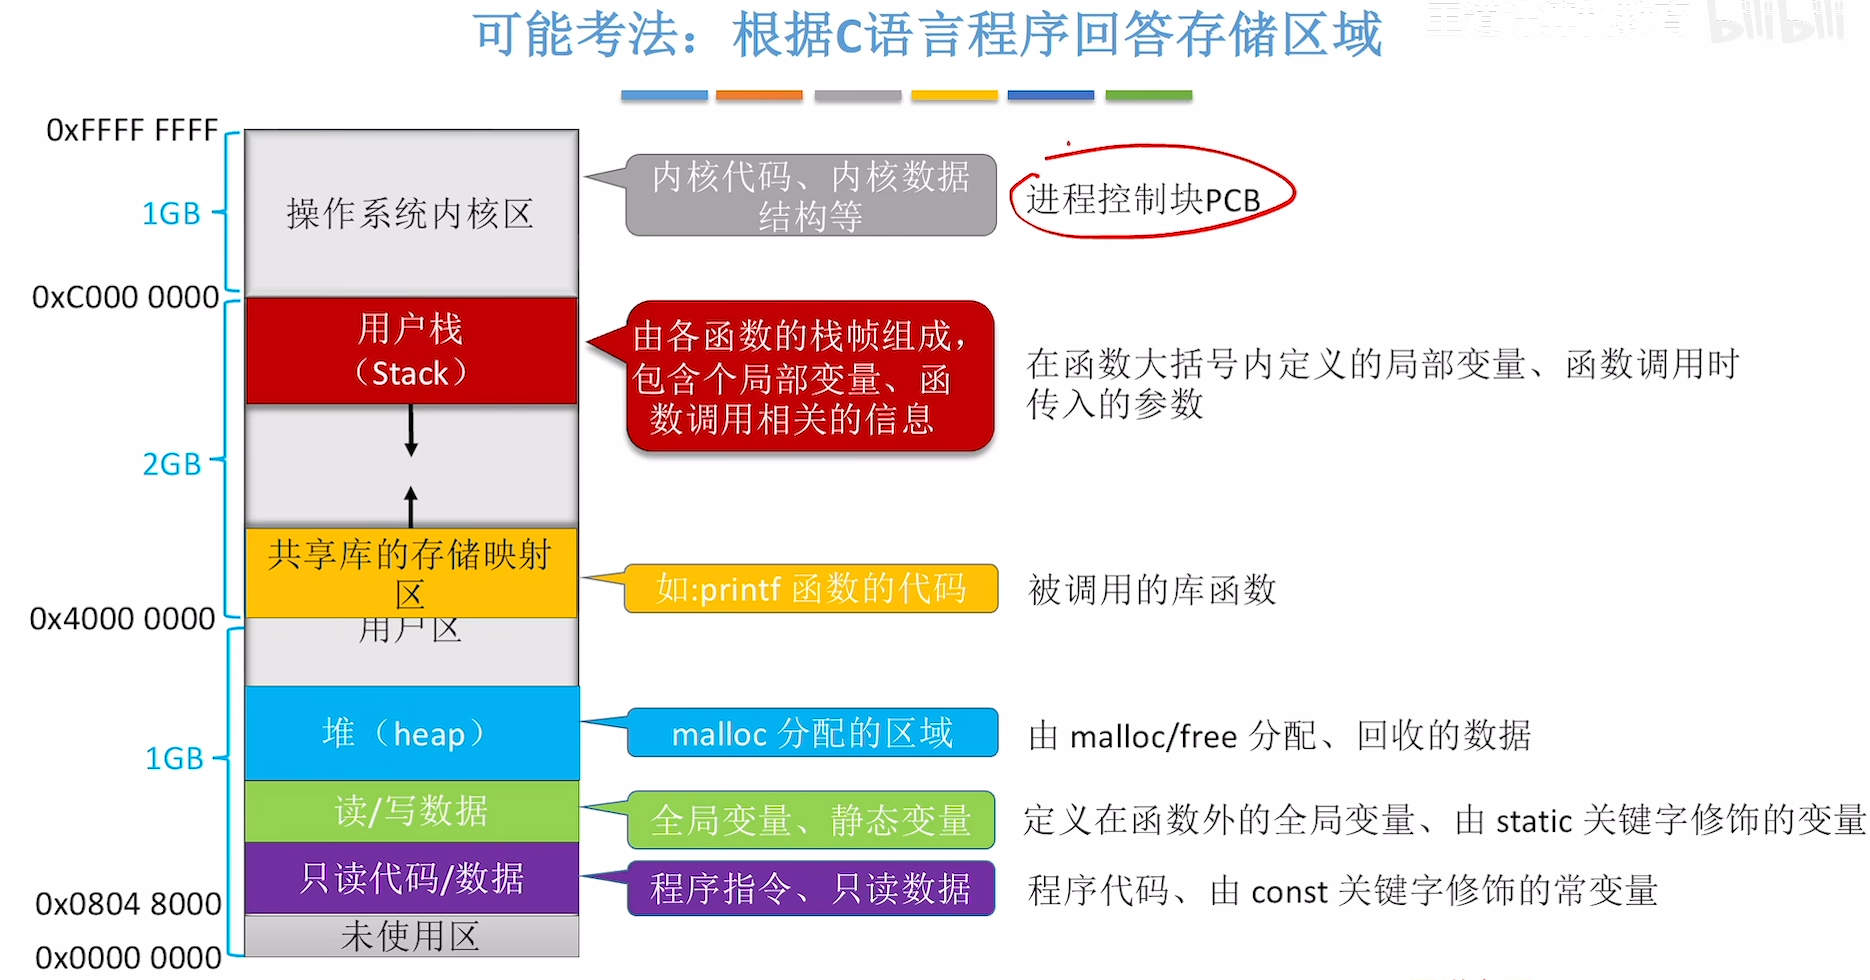 可能考法：根据C语言程序回答存储区域
bilibili
0xFFFF FFFF
1GB
操作系统内核区
内核代码、内核数据
结构等
进程控制块PCB
0xC000 0000
用户栈
（Stack）
由各函数的栈帧组成，
包含个局部变量、函
数调用相关的信息
在函数大括号内定义的局部变量、函数调用时
传入的参数
2GB
共享库的存储映射
区
如:printf 函数的代码
被调用的库函数
0x4000 0000
用户区
堆（heap）
malloc 分配的区域
由 malloc/free 分配、回收的数据
1GB
读/写数据
全局变量、静态变量
定义在函数外的全局变量、由 static 关键字修饰的变量
只读代码/数据
程序指令、只读数据
程序代码、由 const 关键字修饰的常变量
0x0804 8000
未使用区
0x0000 0000